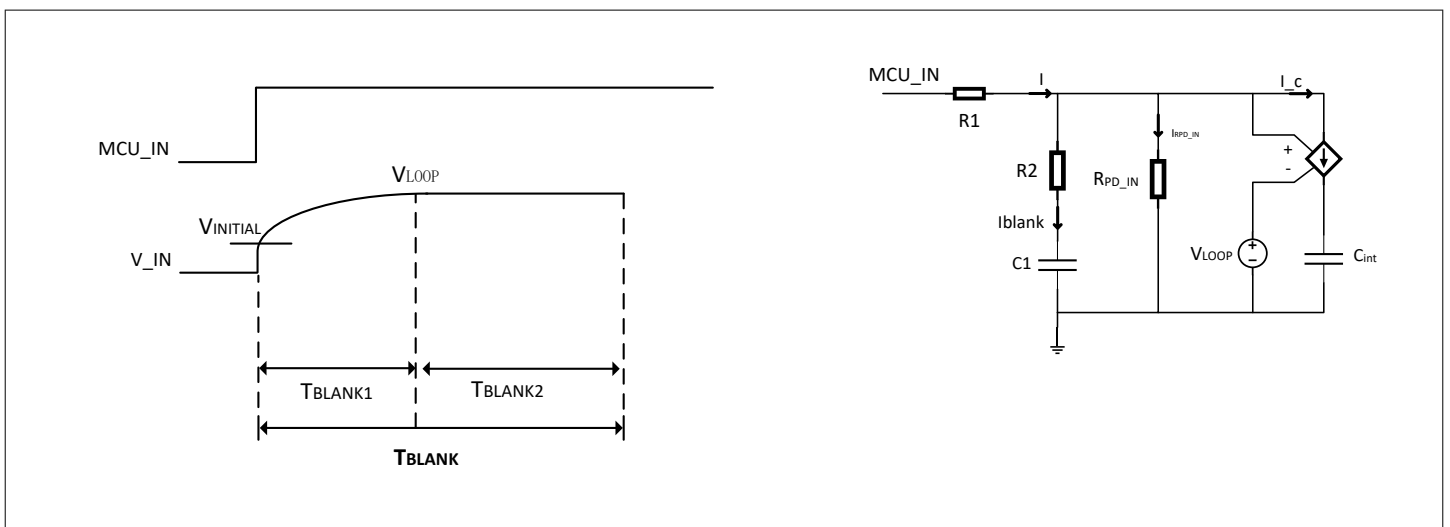 MCU_IN
VLOOP
VINITIAL
V_IN
TBLANK1
TBLANK2
TBLANK
MCU_IN
I
I_c
R1
IRPD_IN
R2
RPD_IN
+
-
Iblank
C1
VLOOP
+
-
Cint